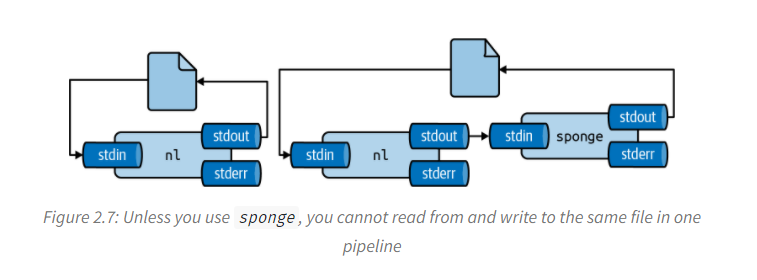 stdout
stdin
nl
stderr
stdout
stdin
nl
stderr
stdout
stdin
sponge
stderr
Figure 2.7: Unless you use sponge, you cannot read from and write to the same file in one
pipeline